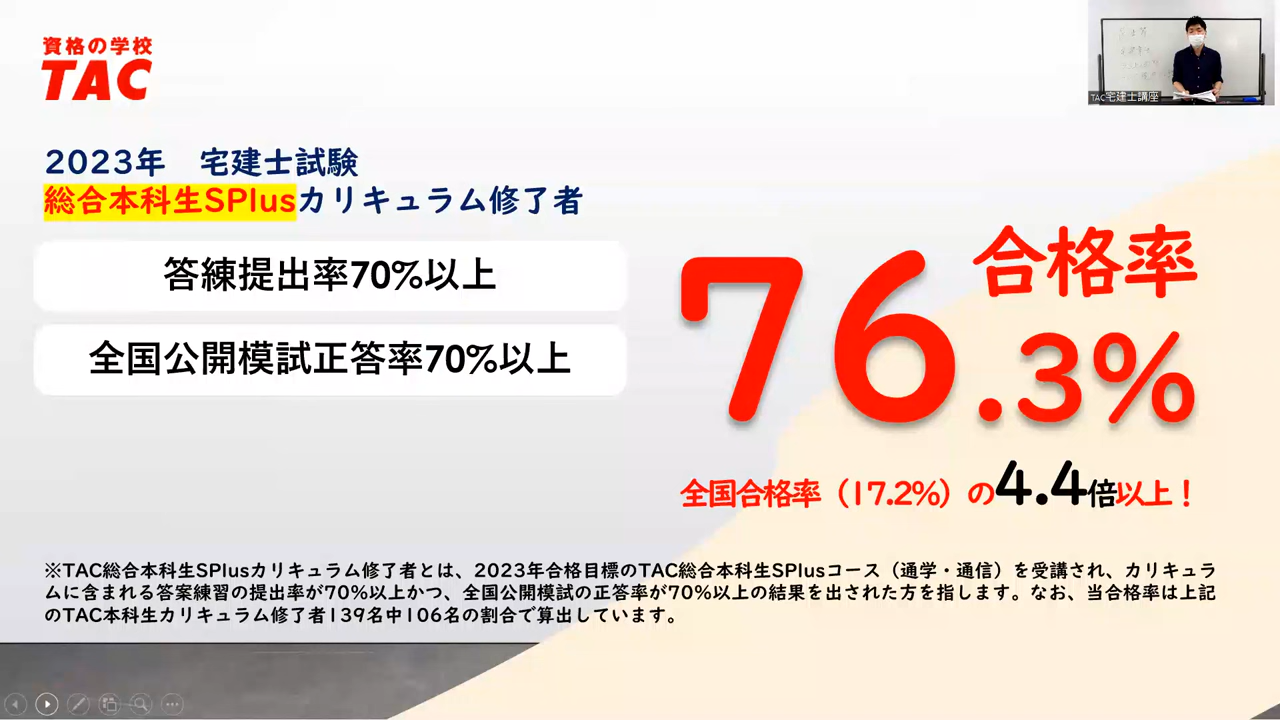 資格の学校
TAC
TAC宅建士講座
2023年　宅建士試験
総合本科生SPlusカリキュラム修了者
答練提出率70%以上
全国公開模試正答率70%以上
合格率
76.3%
全国合格率（17.2%）の4.4倍以上！
※TAC総合本科生SPlusカリキュラム修了者とは、2023年合格目標のTAC総合本科生SPlusコース（通学・通信）を受講され、カリキュラ
ムに含まれる答案練習の提出率が70%以上かつ、全国公開模試の正答率が70%以上の結果を出された方を指します。なお、当合格率は上記
のTAC本科生カリキュラム修了者139名中106名の割合で算出しています。